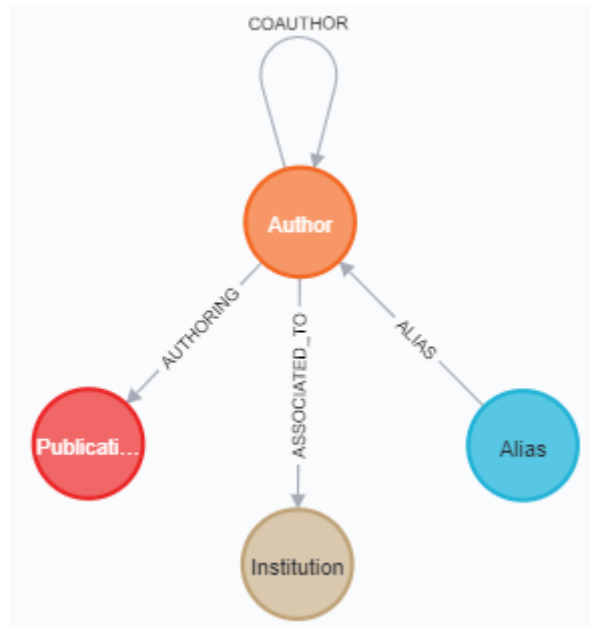 COAUTHOR
Author
AUTHORING
ASSOCIATED_TO
ALIAS
Publicati...
Alias
Institution